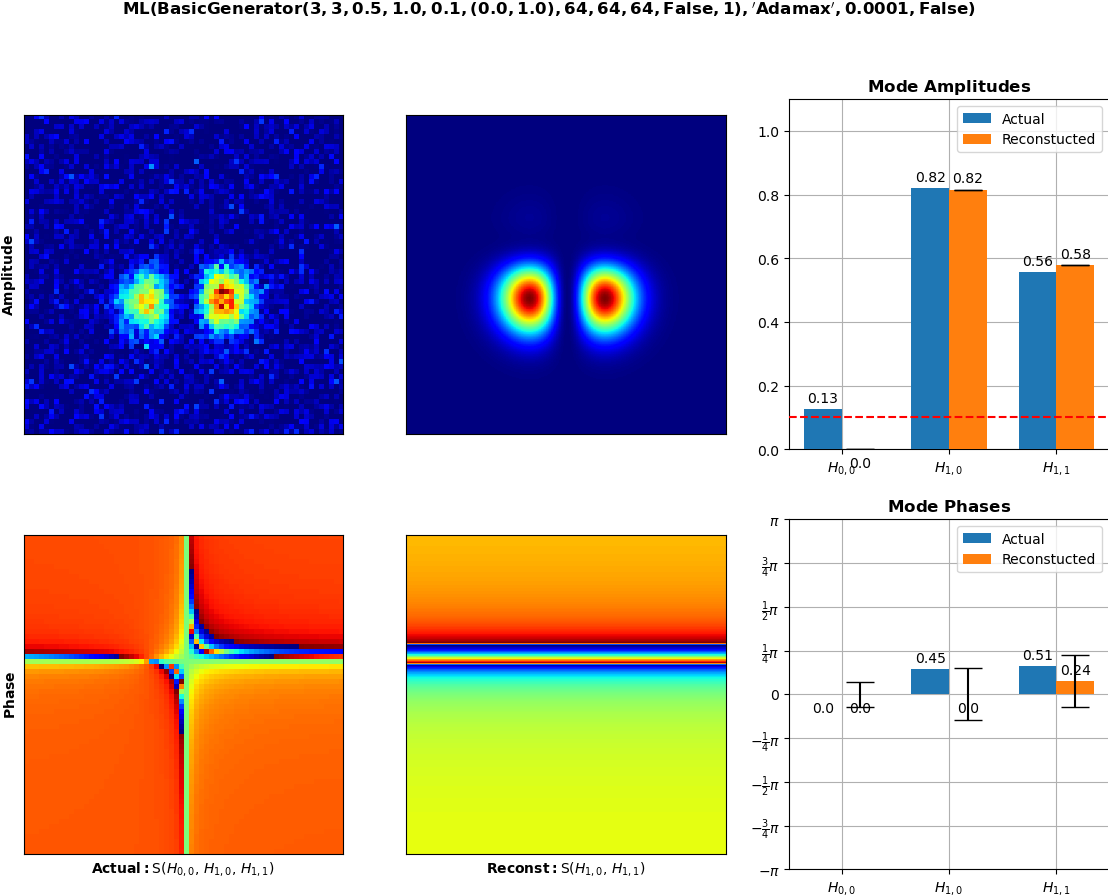 ML(BasicGenerator(3, 3, 0.5, 1.0, 0.1, (0.0, 1.0), 64, 64, 64, False, 1), ′Adamax′, 0.0001, False)
Amplitude
Mode Amplitudes
Actual
Reconstucted
1.0
0.8
0.6
0.4
0.2
0.0
0.13
0.0
0.82
0.82
0.56
0.58
H0,0
H1,0
H1,1
Phase
Actual: S(H0,0, H1,0, H1,1)
Reconst: S(H1,0, H1,1)
Mode Phases
Actual
Reconstucted
π
3/4π
1/2π
1/4π
0
−1/4π
−1/2π
−3/4π
−π
0.0
0.0
0.45
0.0
0.51
0.24
H0,0
H1,0
H1,1